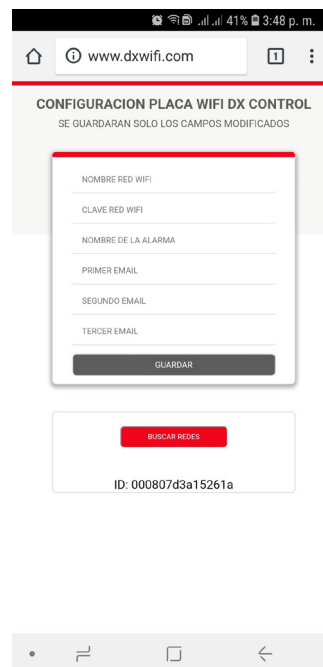 41% 3:48 p. m.
www.dxwifi.com
1
CONFIGURACION PLACA WIFI DX CONTROL
SE GUARDARAN SOLO LOS CAMPOS MODIFICADOS
NOMBRE RED WIFI
CLAVE RED WIFI
NOMBRE DE LA ALARMA
PRIMER EMAIL
SEGUNDO EMAIL
TERCER EMAIL
GUARDAR
BUSCAR REDES
ID: 000807d3a15261a